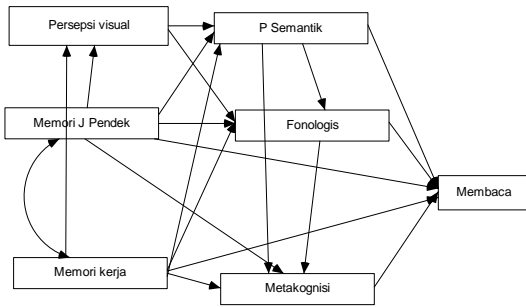 Persepsi visual
P Semantik
Memori J Pendek
Fonologis
Membaca
Memori kerja
Metakognisi